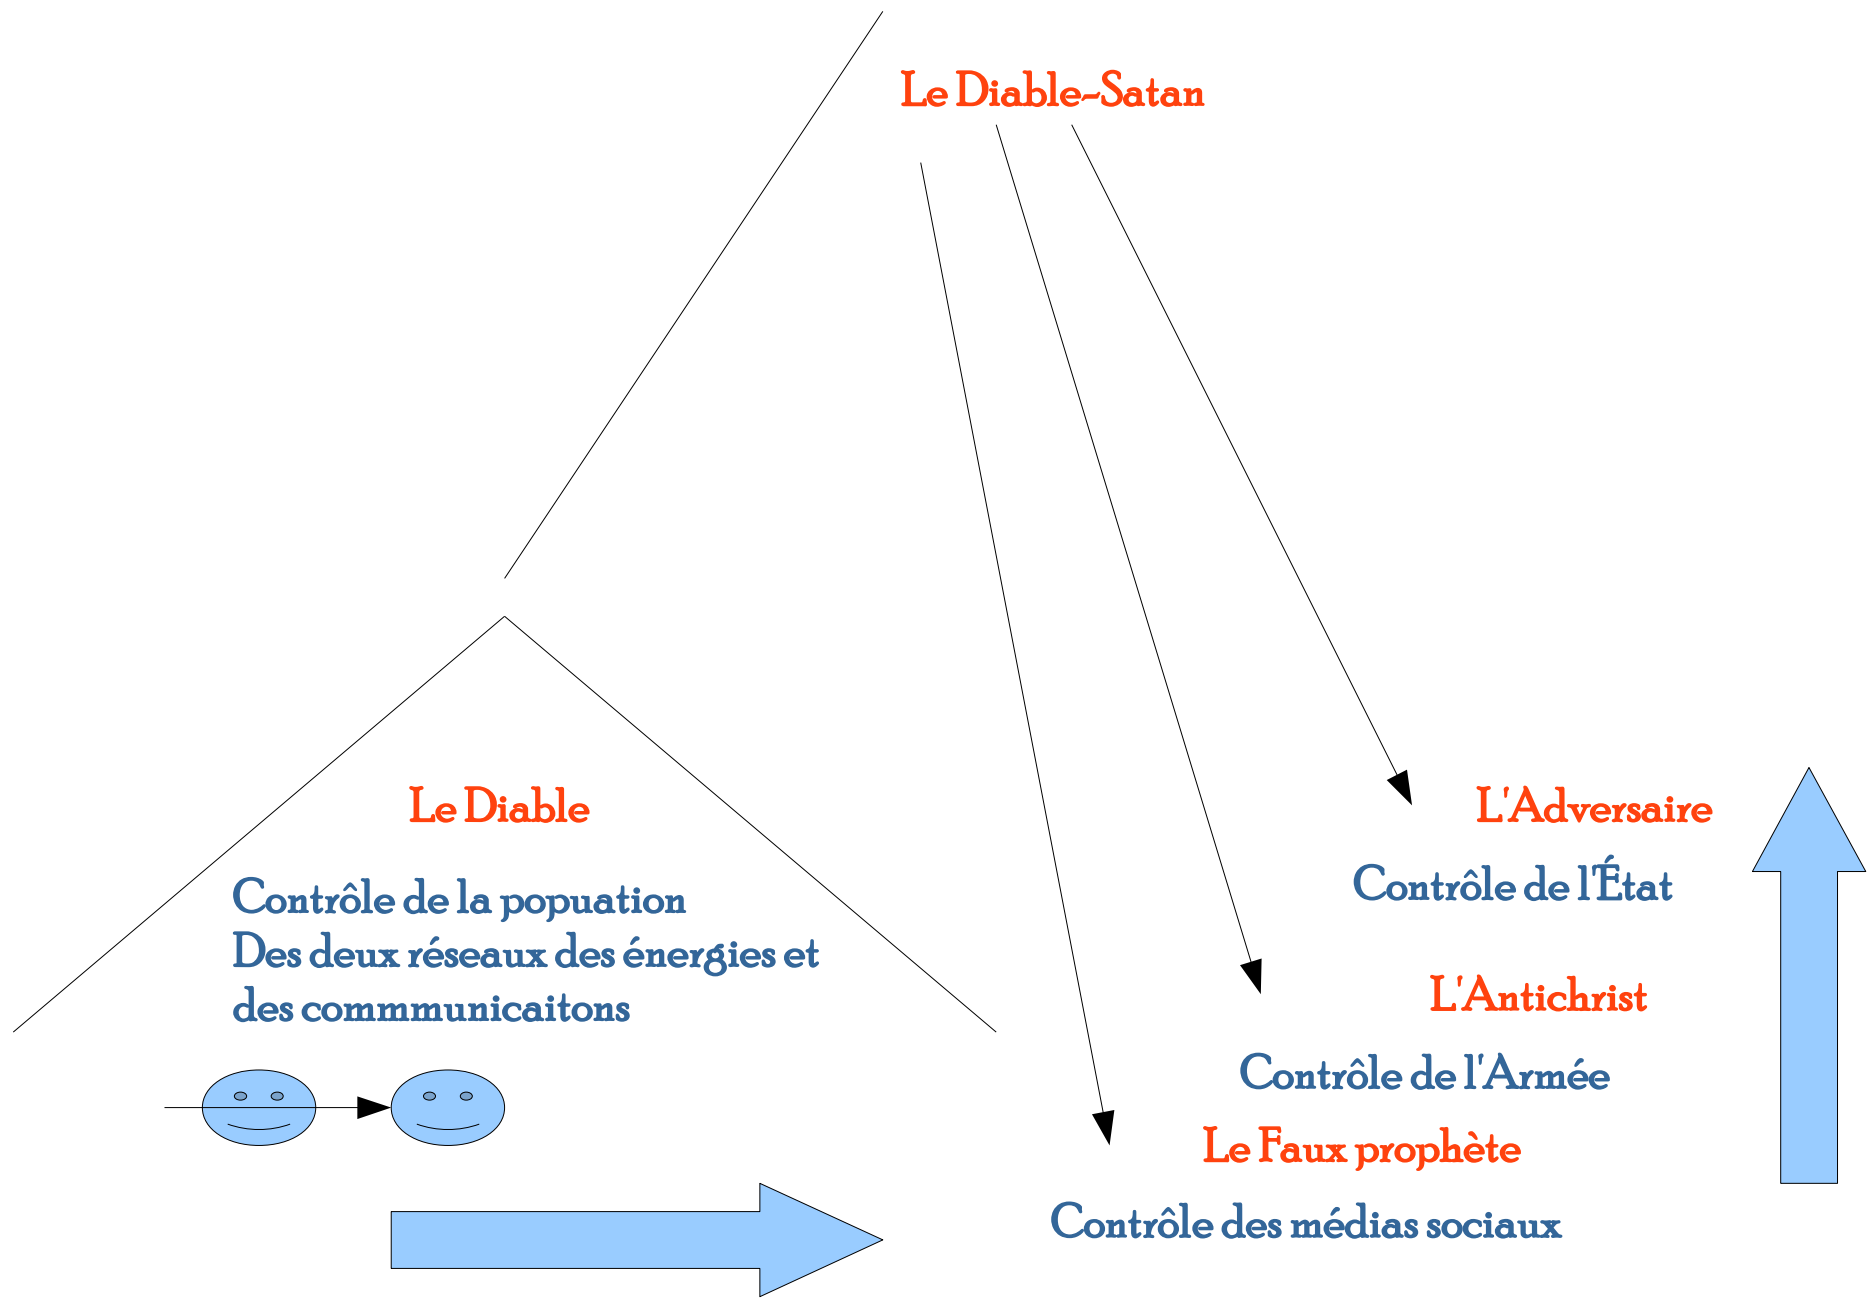 Le Diable-Satan
Le Diable
Contrôle de la popuation
Des deux réseaux des énergies et
des commmunicaitons
L'Adversaire
Contrôle de l'État
L'Antichrist
Contrôle de l'Armée
Le Faux prophète
Contrôle des médias sociaux